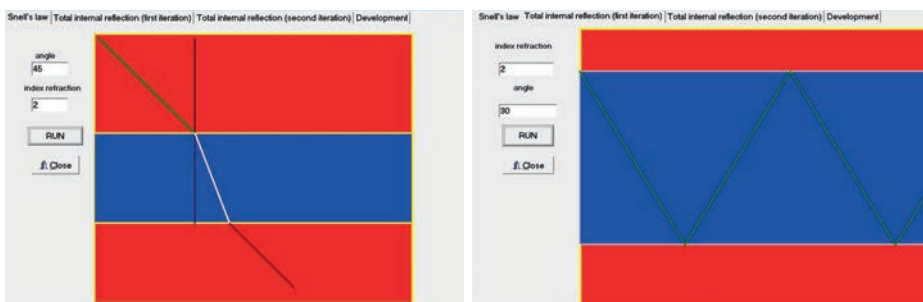 Snell's law Total internal reflection (first iteration) Total internal reflection (second iteration) Development
angle
45
index refraction
2
RUN
Close
Snell's law Total internal reflection (first iteration) Total internal reflection (second iteration) Development
index refraction
2
angle
30
RUN
Close